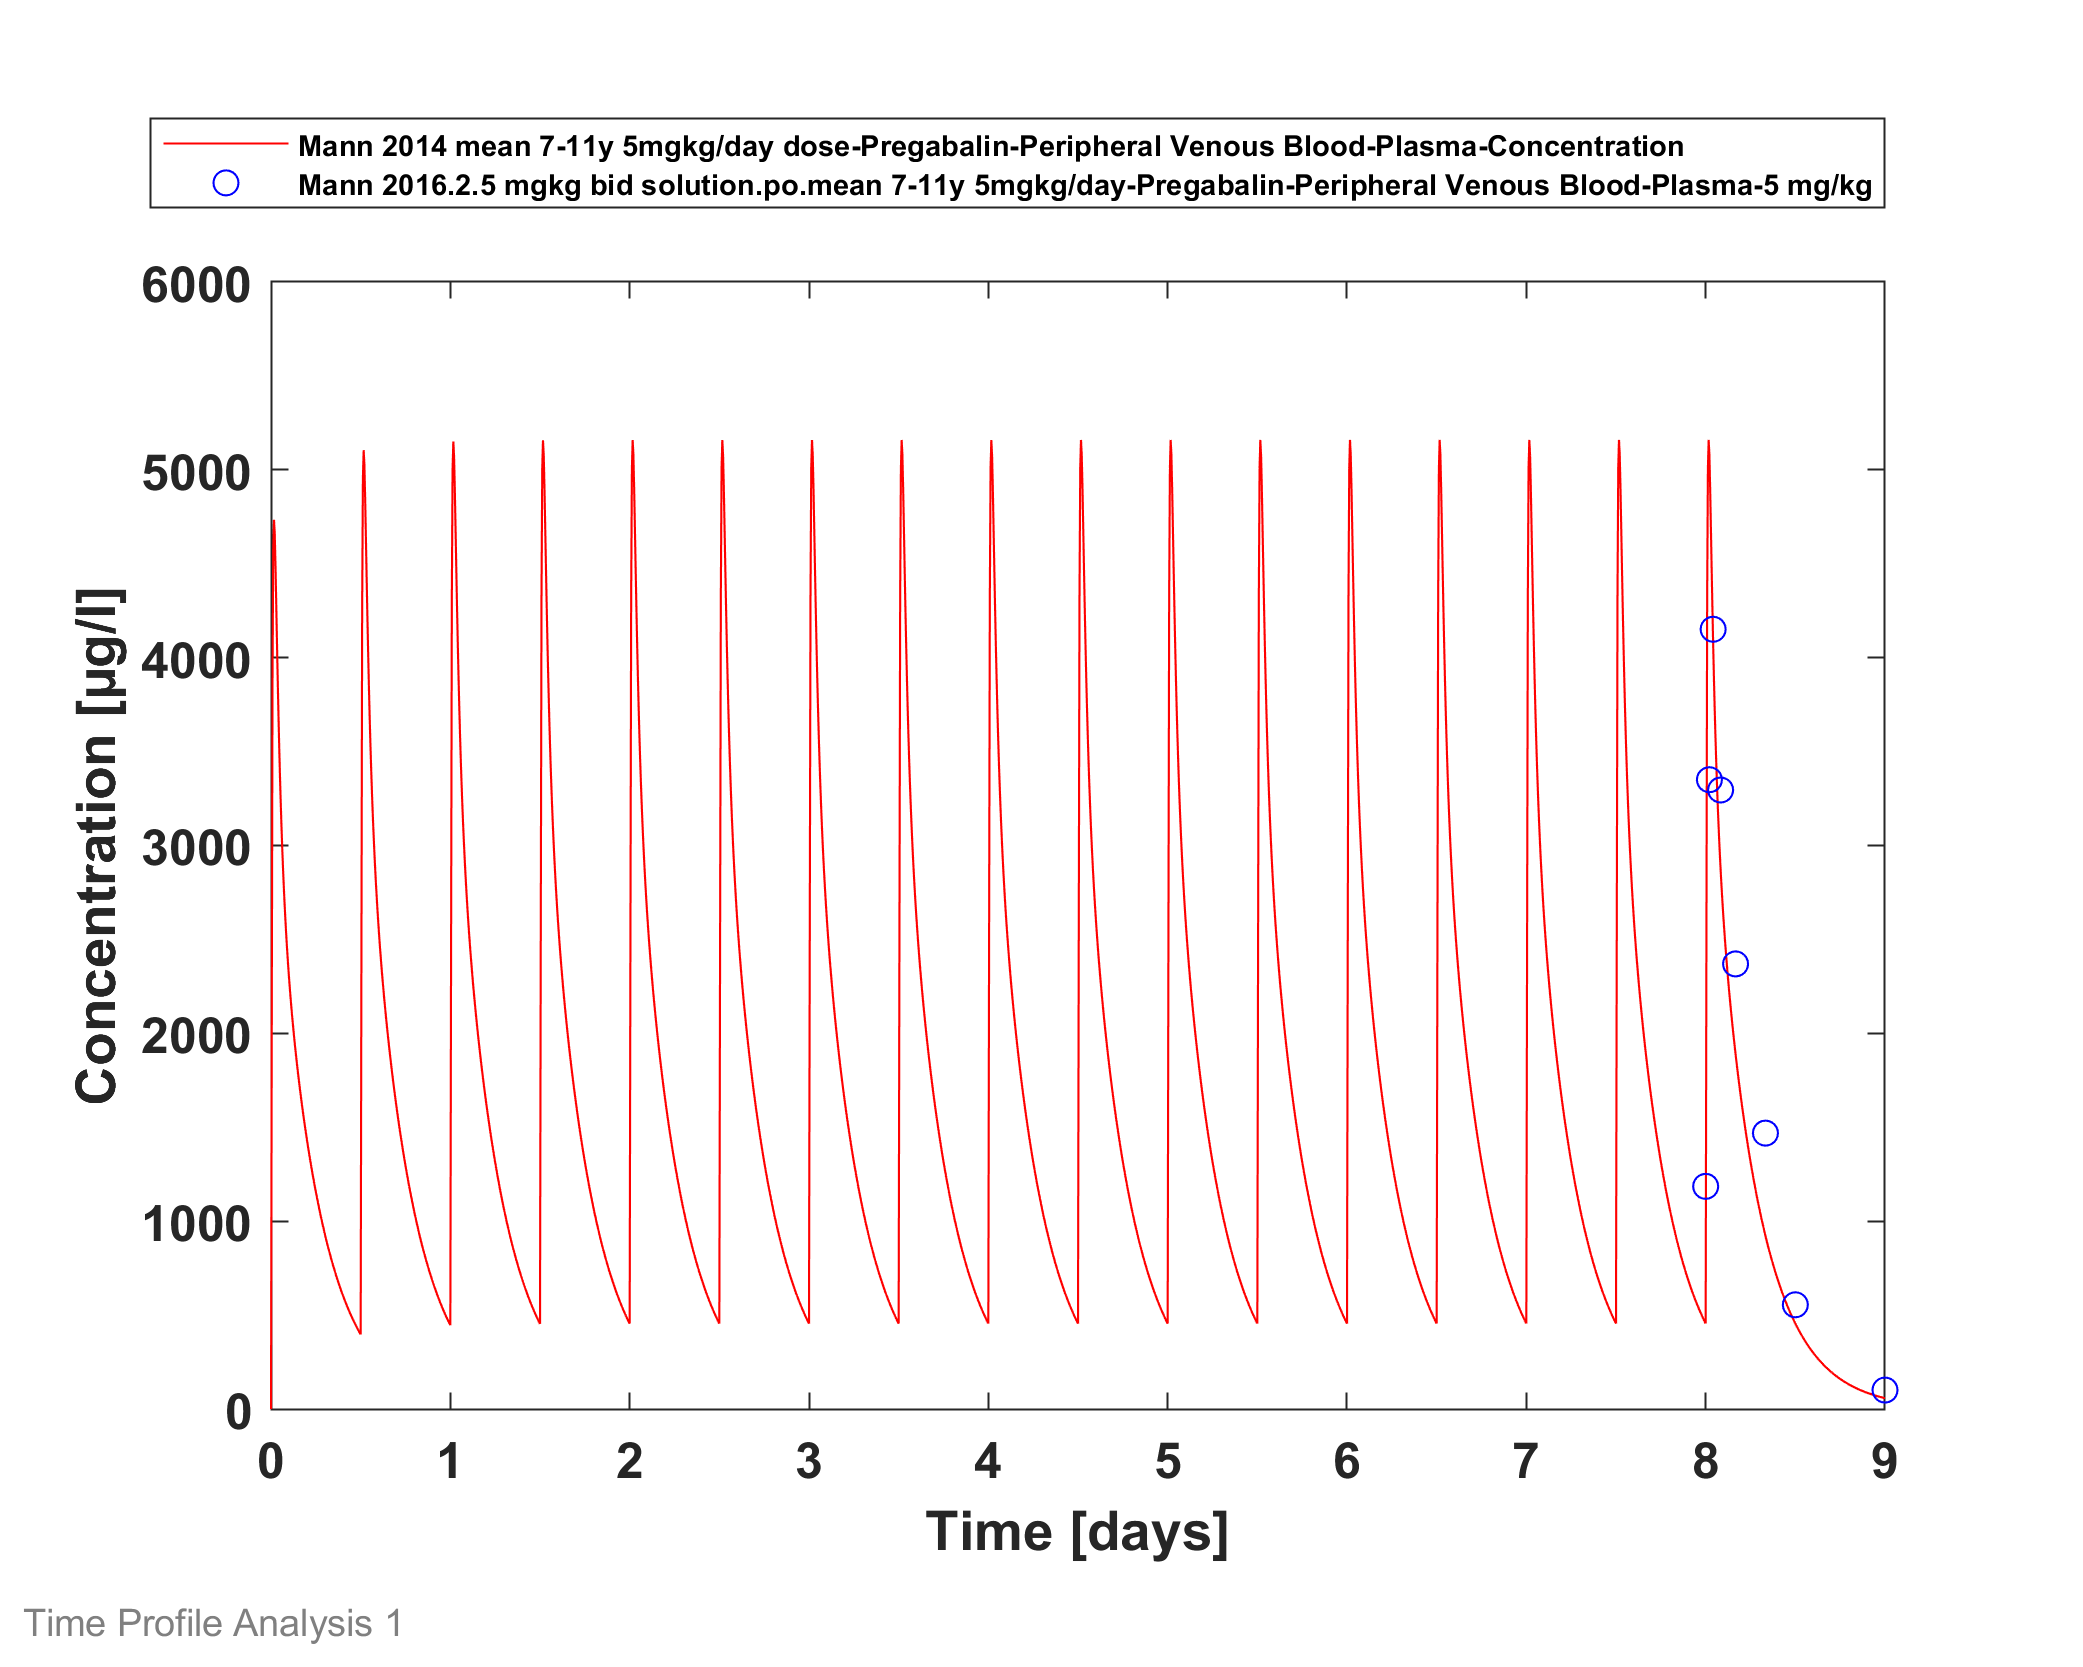 Mann 2014 mean 7-11y 5mgkg/day dose-Pregabalin-Peripheral Venous Blood-Plasma-Concentration
Mann 2016.2.5 mgkg bid solution.po.mean 7-11y 5mgkg/day-Pregabalin-Peripheral Venous Blood-Plasma-5 mg/kg
6000
5000
4000
3000
2000
1000
0
Concentration [µg/l]
0 1 2 3 4 5 6 7 8 9
Time [days]
Time Profile Analysis 1